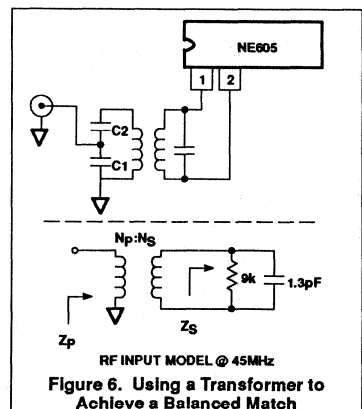 NE605
1 2
C2
C1
NP:NS
9k
1.3pF
ZP
ZS
RF INPUT MODEL @ 45MHz
Figure 6. Using a Transformer to
Achieve a Balanced Match